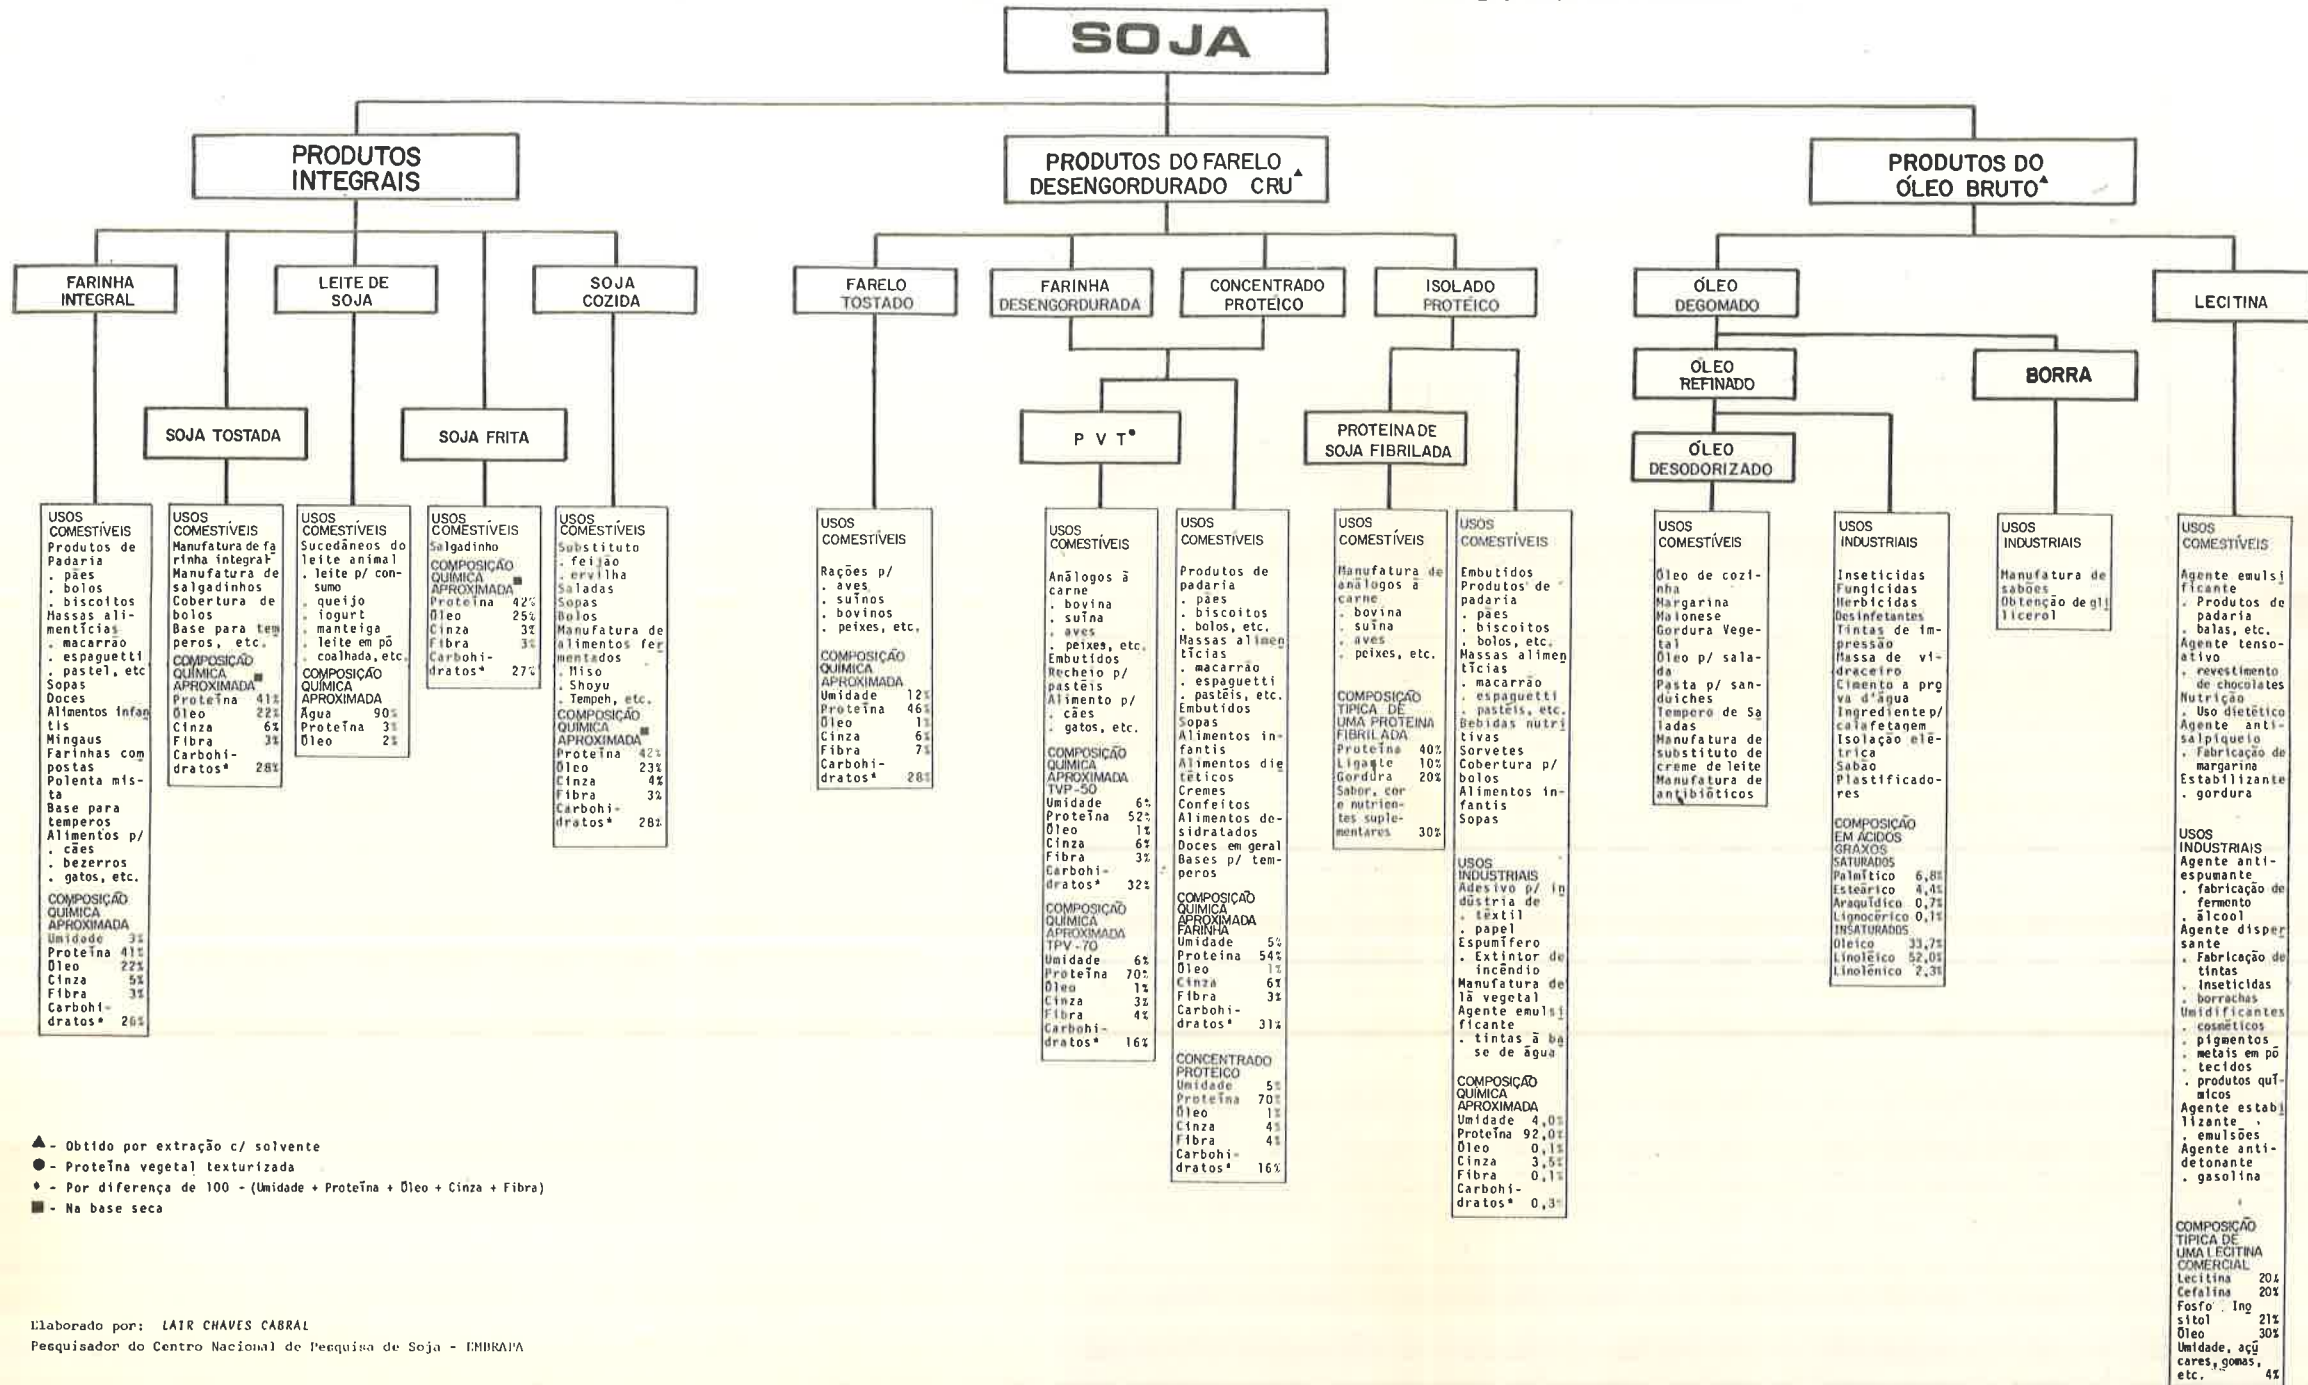 SOJA
PRODUTOS
INTEGRAIS
PRODUTOS DO FARELO
DESENGORDURADO CRU▲
PRODUTOS DO
ÓLEO BRUTO▲
FARINHA
INTEGRAL
LEITE DE
SOJA
SOJA
COZIDA
FARELO
TOSTADO
FARINHA
DESENGORDURADA
CONCENTRADO
PROTÉICO
ISOLADO
PROTÉICO
ÓLEO
DEGOMADO
LECITINA
ÓLEO
REFINADO
BORRA
SOJA TOSTADA
SOJA FRITA
P V T●
PROTEINA DE
SOJA FIBRILADA
ÓLEO
DESODORIZADO
USOS
COMESTÍVEIS
Produtos de
Padaria
. pães
. bolos
. biscoitos
Massas ali-
mentícias
. macarrão
. espaguetti
. pastel, etc
Sopas
Doces
Alimentos infan
tis
Mingaus
Farinhas com
postas
Polenta mis-
ta
Base para
temperos
Alimentos p/
. cães
. bezerros
. gatos, etc.
COMPOSIÇÃO
QUÍMICA
APROXIMADA
Umidade 3%
Proteína 41%
Óleo 22%
Cinza 5%
Fibra 3%
Carbohi-
dratos* 26%
USOS
COMESTÍVEIS
Manufatura de fa
rinha integral
Manufatura de
salgadinhos
Cobertura de
bolos
Base para tem
peros, etc.
COMPOSIÇÃO
QUÍMICA
APROXIMADA■
Proteína 41%
Óleo 22%
Cinza 6%
Fibra 3%
Carbohi-
dratos* 28%
USOS
COMESTÍVEIS
Sucedâneos do
leite animal
. leite p/ con-
sumo
. queijo
. iogurt
. manteiga
. leite em pó
. coalhada, etc.
COMPOSIÇÃO
QUÍMICA
APROXIMADA
Água 90%
Proteína 3%
Óleo 2%
USOS
COMESTÍVEIS
Salgadinho
COMPOSIÇÃO
QUÍMICA
APROXIMADA■
Proteína 42%
Óleo 25%
Cinza 3%
Fibra 3%
Carbohi-
dratos* 27%
USOS
COMESTÍVEIS
Substituto
. feijão
. ervilha
Saladas
Sopas
Bolos
Manufatura de
alimentos fer
mentados
. Miso
. Shoyu
. Tempeh, etc.
COMPOSIÇÃO
QUÍMICA
APROXIMADA■
Proteína 42%
Óleo 23%
Cinza 4%
Fibra 3%
Carbohi-
dratos* 28%
USOS
COMESTÍVEIS
Rações p/
. aves
. suínos
. bovinos
. peixes, etc.
COMPOSIÇÃO
QUÍMICA
APROXIMADA
Umidade 12%
Proteína 46%
Óleo 1%
Cinza 6%
Fibra 7%
Carbohi-
dratos* 28%
USOS
COMESTÍVEIS
Análogos à
carne
. bovina
. suína
. aves
. peixes, etc.
Embutidos
Recheio p/
pastéis
Alimento p/
. cães
. gatos, etc.
COMPOSIÇÃO
QUÍMICA
APROXIMADA
TVP-50
Umidade 6%
Proteína 52%
Óleo 1%
Cinza 6%
Fibra 3%
Carbohi-
dratos* 32%
COMPOSIÇÃO
QUÍMICA
APROXIMADA
TPV-70
Umidade 6%
Proteína 70%
Óleo 1%
Cinza 3%
Fibra 4%
Carbohi-
dratos* 16%
USOS
COMESTÍVEIS
Produtos de
padaria
. pães
. biscoitos
. bolos, etc.
Massas alimen
tícias
. macarrão
. espaguetti
. pastéis, etc.
Embutidos
Sopas
Alimentos in-
fantis
Alimentos die
téticos
Cremes
Confeitos
Alimentos de-
sidratados
Doces em geral
Bases p/ tem-
peros
COMPOSIÇÃO
QUÍMICA
APROXIMADA
FARINHA
Umidade 5%
Proteína 54%
Óleo 1%
Cinza 6%
Fibra 3%
Carbohi-
dratos* 31%
CONCENTRADO
PROTEICO
Umidade 5%
Proteína 70%
Óleo 1%
Cinza 4%
Fibra 4%
Carbohi-
dratos* 16%
USOS
COMESTÍVEIS
Manufatura de
análogos à
carne
. bovina
. suína
. aves
. peixes, etc.
COMPOSIÇÃO
TÍPICA DE
UMA PROTEINA
FIBRILADA
Proteína 40%
Ligante 10%
Gordura 20%
Sabor, cor
e nutrien-
tes suple-
mentares 30%
USOS
COMESTÍVEIS
Embutidos
Produtos de
padaria
. pães
. biscoitos
. bolos, etc.
Massas alimen
tícias
. macarrão
. espaguetti
. pastéis, etc.
Bebidas nutri
tivas
Sorvetes
Cobertura p/
bolos
Alimentos in-
fantis
Sopas
USOS
INDUSTRIAIS
Adesivo p/ in
dústria de
. têxtil
. papel
Espumífero
. Extintor de
incêndio
Manufatura de
lã vegetal
Agente emulsi
ficante
. tintas à ba
se de água
COMPOSIÇÃO
QUÍMICA
APROXIMADA
Umidade 4,0%
Proteína 92,0%
Óleo 0,1%
Cinza 3,5%
Fibra 0,1%
Carbohi-
dratos* 0,3%
USOS
COMESTÍVEIS
Óleo de cozi-
nha
Margarina
Maionese
Gordura Vege-
tal
Óleo p/ sala-
da
Pasta p/ san-
duiches
Tempero de Sa
ladas
Manufatura de
substituto de
creme de leite
Manufatura de
antibióticos
USOS
INDUSTRIAIS
Inseticidas
Fungicidas
Herbicidas
Desinfetantes
Tintas de im-
pressão
Massa de vi-
draceiro
Cimento a pro
va d'água
Ingrediente p/
calafetagem
Isolação elé-
trica
Sabão
Plastificado-
res
COMPOSIÇÃO
EM ÁCIDOS
GRAXOS
SATURADOS
Palmítico 6,8%
Esteárico 4,4%
Araquídico 0,7%
Lignocérico 0,1%
INSATURADOS
Oleico 33,7%
Linoléico 52,0%
Linolênico 2,3%
USOS
INDUSTRIAIS
Manufatura de
sabões
Obtenção de gli
licerol
USOS
COMESTÍVEIS
Agente emulsi
ficante
. Produtos de
padaria
. balas, etc.
Agente tenso-
ativo
. revestimento
de chocolates
Nutrição
. Uso dietético
Agente anti-
salpiqueio
. Fabricação de
margarina
Estabilizante
. gordura
USOS
INDUSTRIAIS
Agente anti-
espumante
. fabricação de
fermento
. álcool
Agente disper
sante
. Fabricação de
tintas
. Inseticidas
. borrachas
Umidificantes
. cosméticos
. pigmentos
. metais em pó
. tecidos
. produtos quí-
micos
Agente estabi
lizante
. emulsões
Agente anti-
detonante
. gasolina
COMPOSIÇÃO
TÍPICA DE
UMA LECITINA
COMERCIAL
Lecitina 20%
Cefalina 20%
Fosfo . Ino
sitol 21%
Óleo 30%
Umidade, açú
cares, gomas,
etc. 4%
▲ - Obtido por extração c/ solvente
● - Proteína vegetal texturizada
* - Por diferença de 100 - (Umidade + Proteína + Óleo + Cinza + Fibra)
■ - Na base seca
Elaborado por: LAIR CHAVES CABRAL
Pesquisador do Centro Nacional de Pesquisa de Soja - EMBRAPA